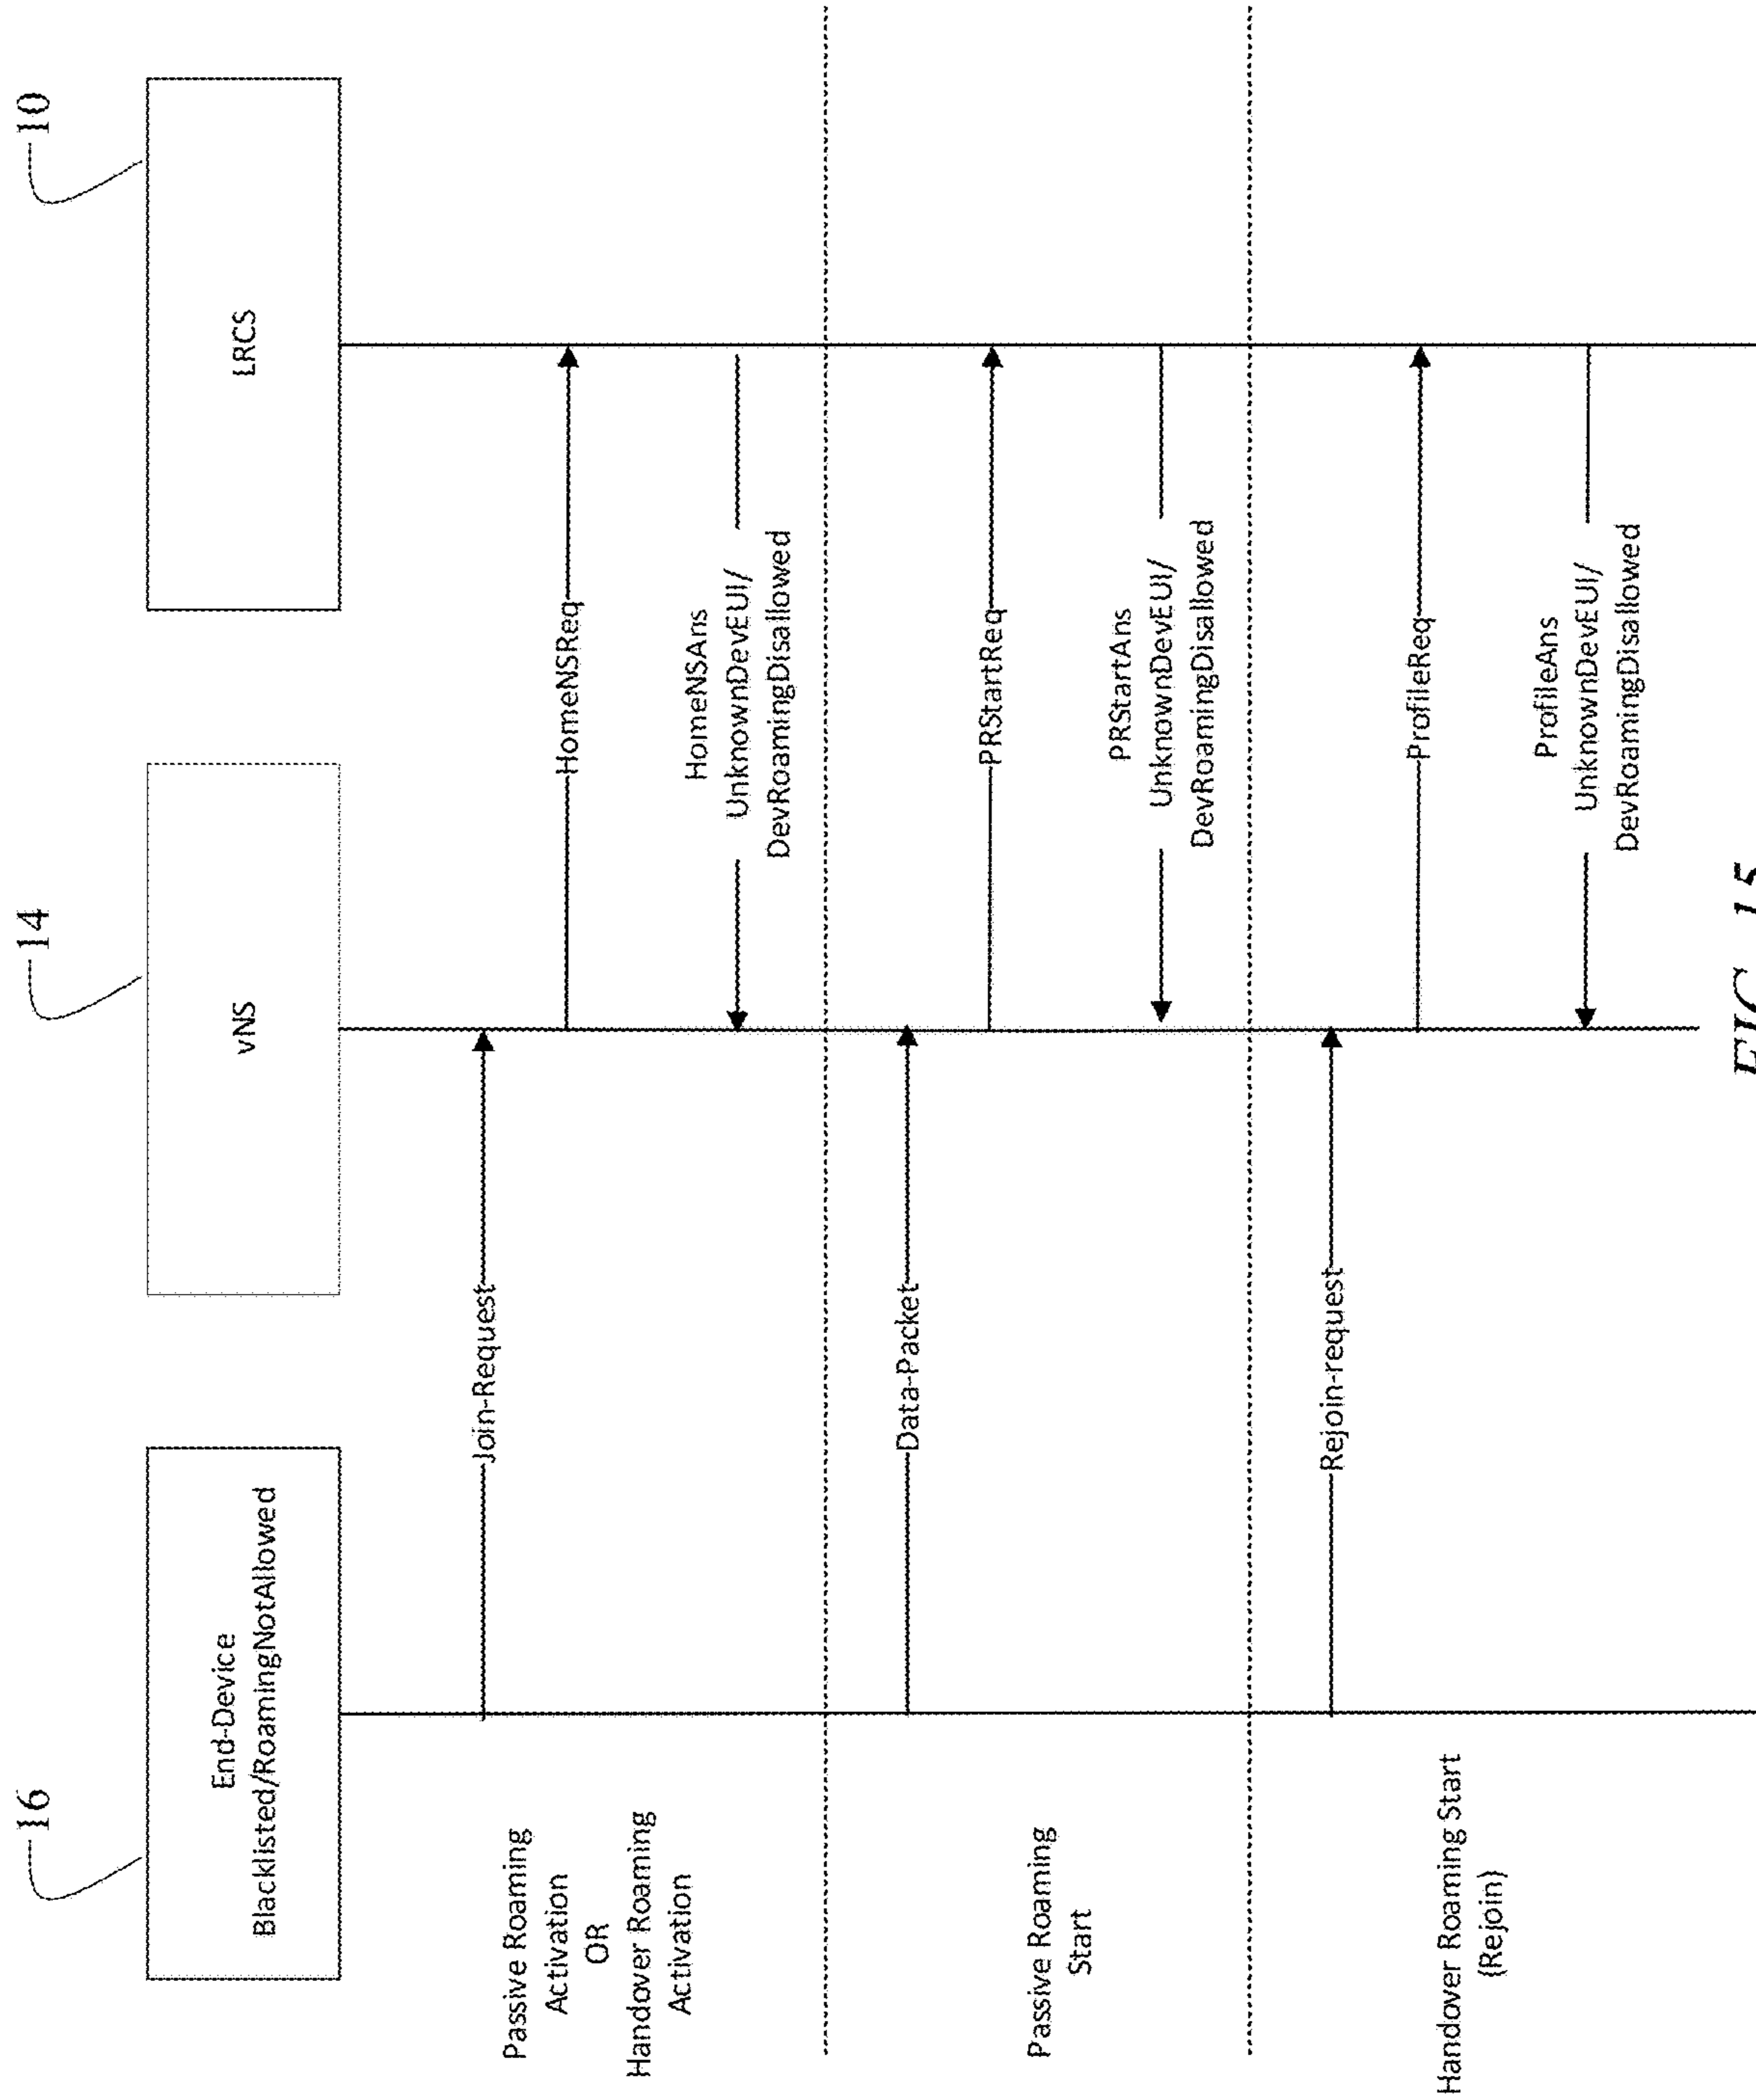 16
14
10
End-Device
Blacklisted/RoamingNotAllowed
vNS
LRCS
Passive Roaming
Activation
OR
Handover Roaming
Activation
Join-Request
HomeNSReq
HomeNSAns
UnknownDevEUI/
DevRoamingDisallowed
Passive Roaming
Start
Data-Packet
PRStartReq
PRStartAns
UnknownDevEUI/
DevRoamingDisallowed
Handover Roaming Start
(Rejoin)
Rejoin-request
ProfileReq
ProfileAns
UnknownDevEUI/
DevRoamingDisallowed
FIG. 15